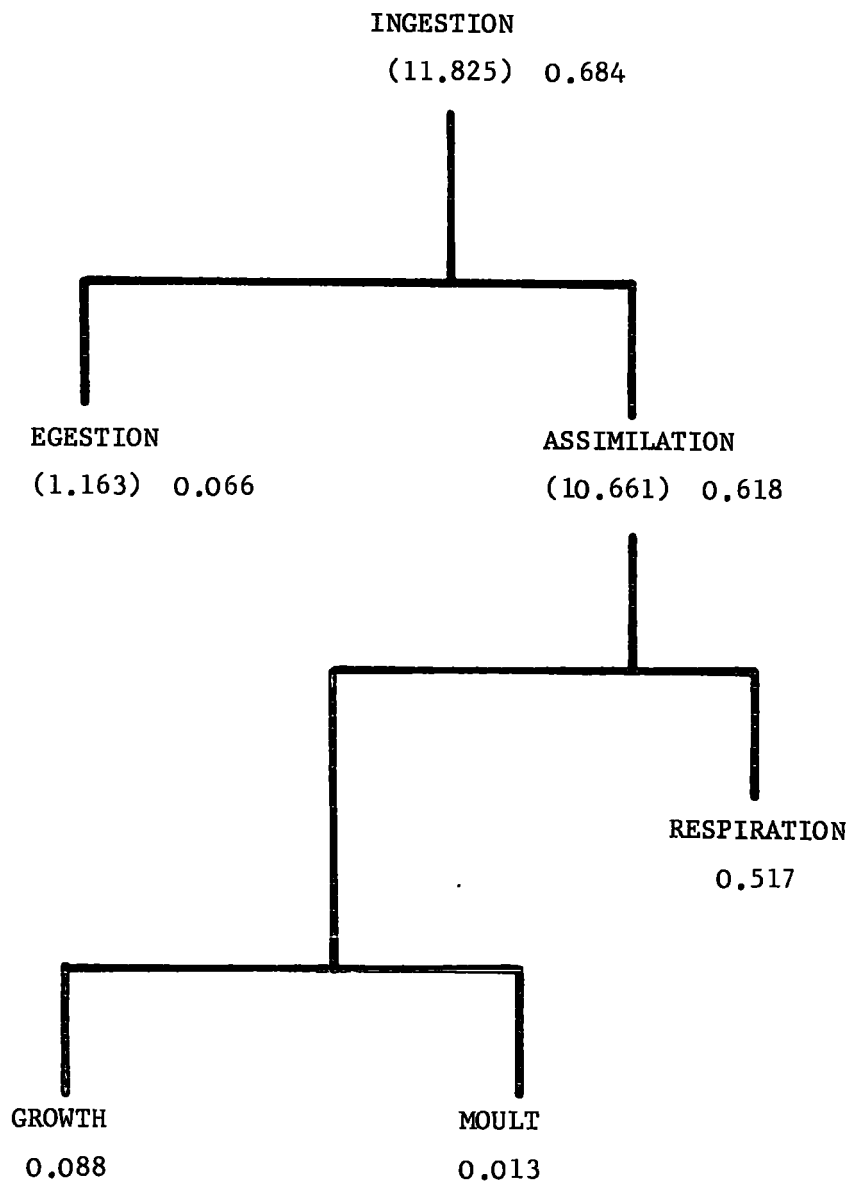 INGESTION
(11.825) 0.684
EGESTION
(1.163) 0.066
ASSIMILATION
(10.661) 0.618
RESPIRATION
0.517
GROWTH
0.088
MOULT
0.013